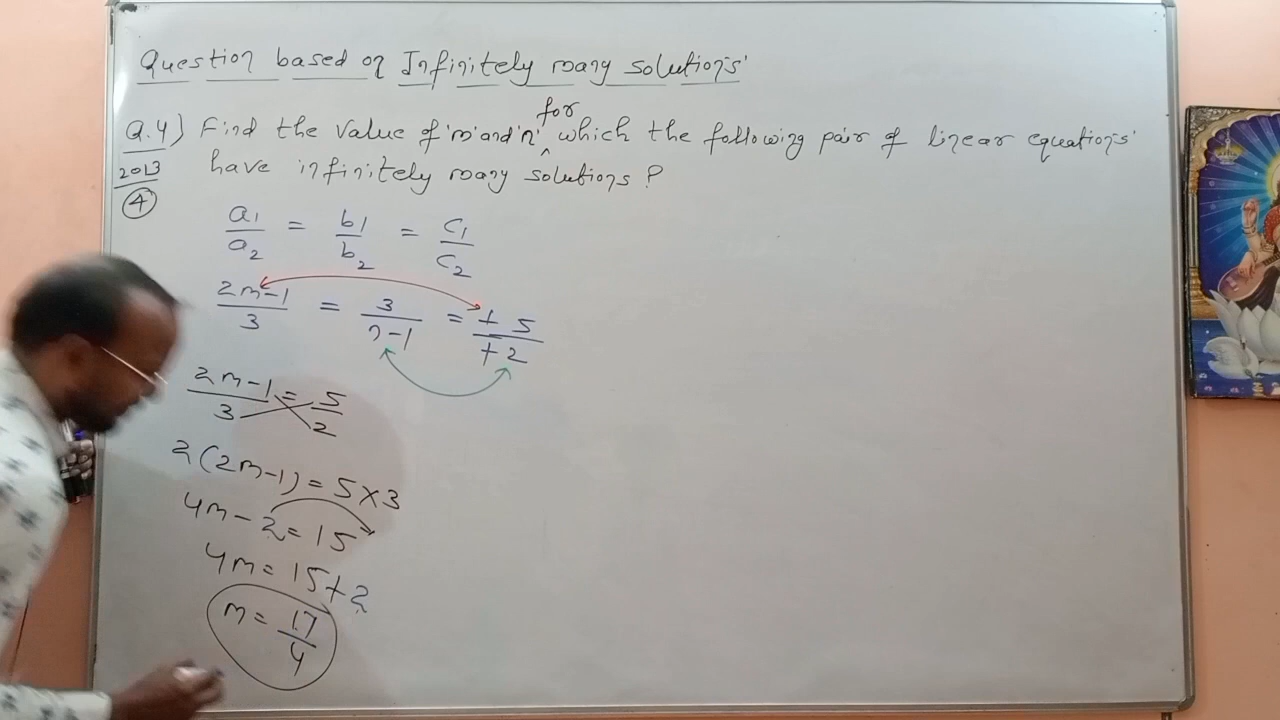 Question based on Infinitely many solutions'
for
Q.4) Find the value of 'm' and 'n' ^ which the following pair of linear equations'
2013 have infinitely many solutions ?
4
a1/a2 = b1/b2 = c1/c2
2m-1/3 = 3/n-1 = +5/+2
2m-1/3 = 5/2
2(2m-1) = 5×3
4m-2=15
4m= 15+2
m= 17/4